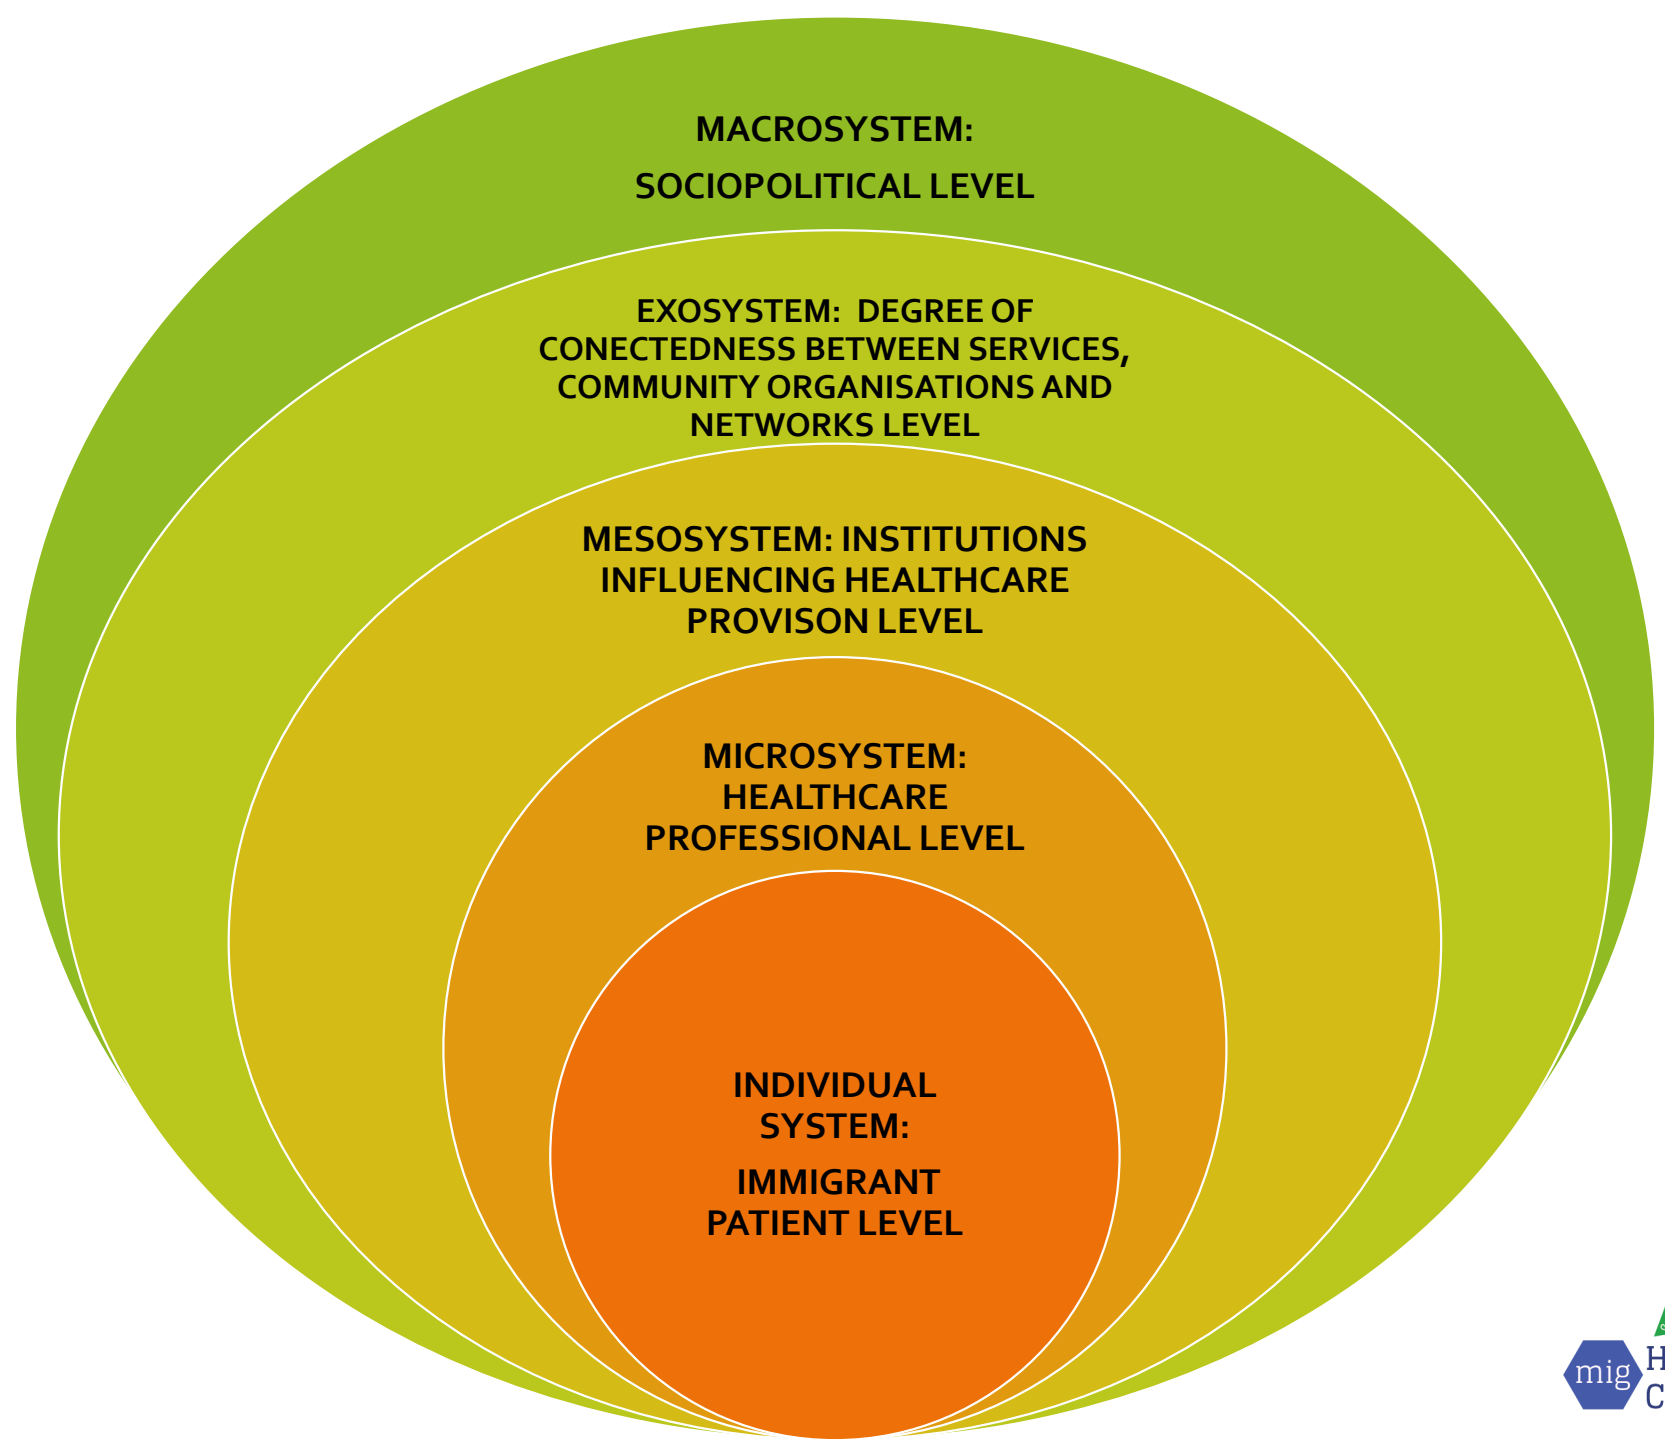 MACROSYSTEM:
SOCIOPOLITICAL LEVEL
EXOSYSTEM: DEGREE OF
CONECTEDNESS BETWEEN SERVICES,
COMMUNITY ORGANISATIONS AND
NETWORKS LEVEL
MESOSYSTEM: INSTITUTIONS
INFLUENCING HEALTHCARE
PROVISON LEVEL
MICROSYSTEM:
HEALTHCARE
PROFESSIONAL LEVEL
INDIVIDUAL
SYSTEM:
IMMIGRANT
PATIENT LEVEL
mig